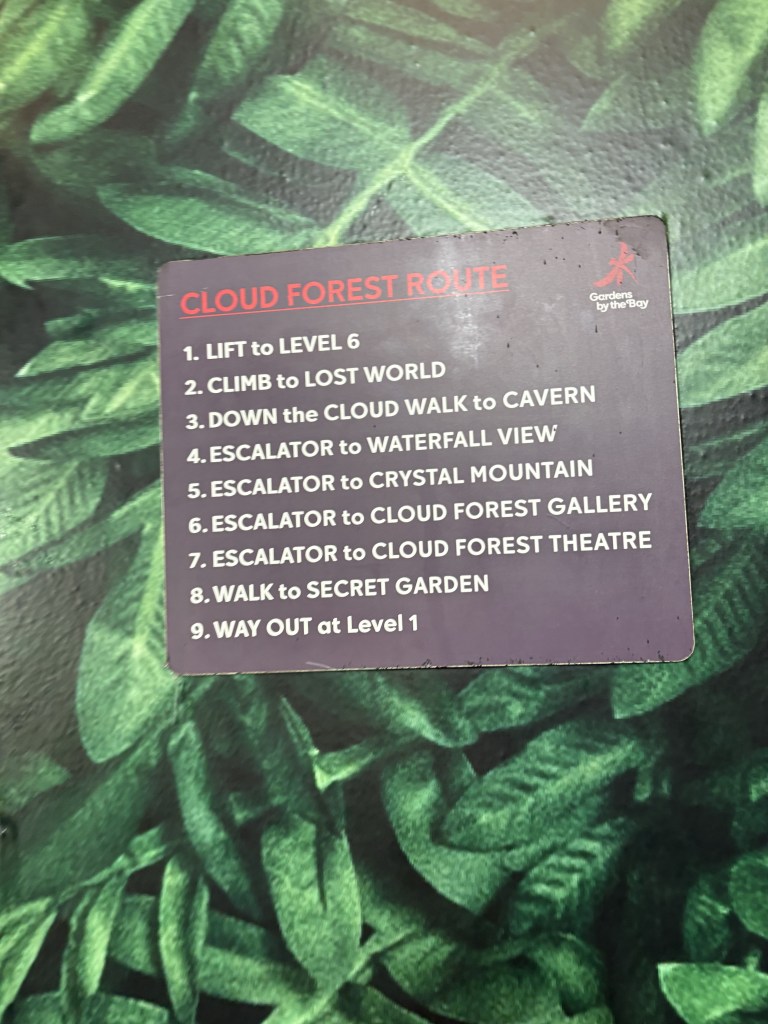 CLOUD FOREST ROUTE
Gardens
by the Bay
1. LIFT to LEVEL 6
2. CLIMB to LOST WORLD
3. DOWN the CLOUD WALK to CAVERN
4. ESCALATOR to WATERFALL VIEW
5. ESCALATOR to CRYSTAL MOUNTAIN
6. ESCALATOR to CLOUD FOREST GALLERY
7. ESCALATOR to CLOUD FOREST THEATRE
8. WALK to SECRET GARDEN
9. WAY OUT at Level 1